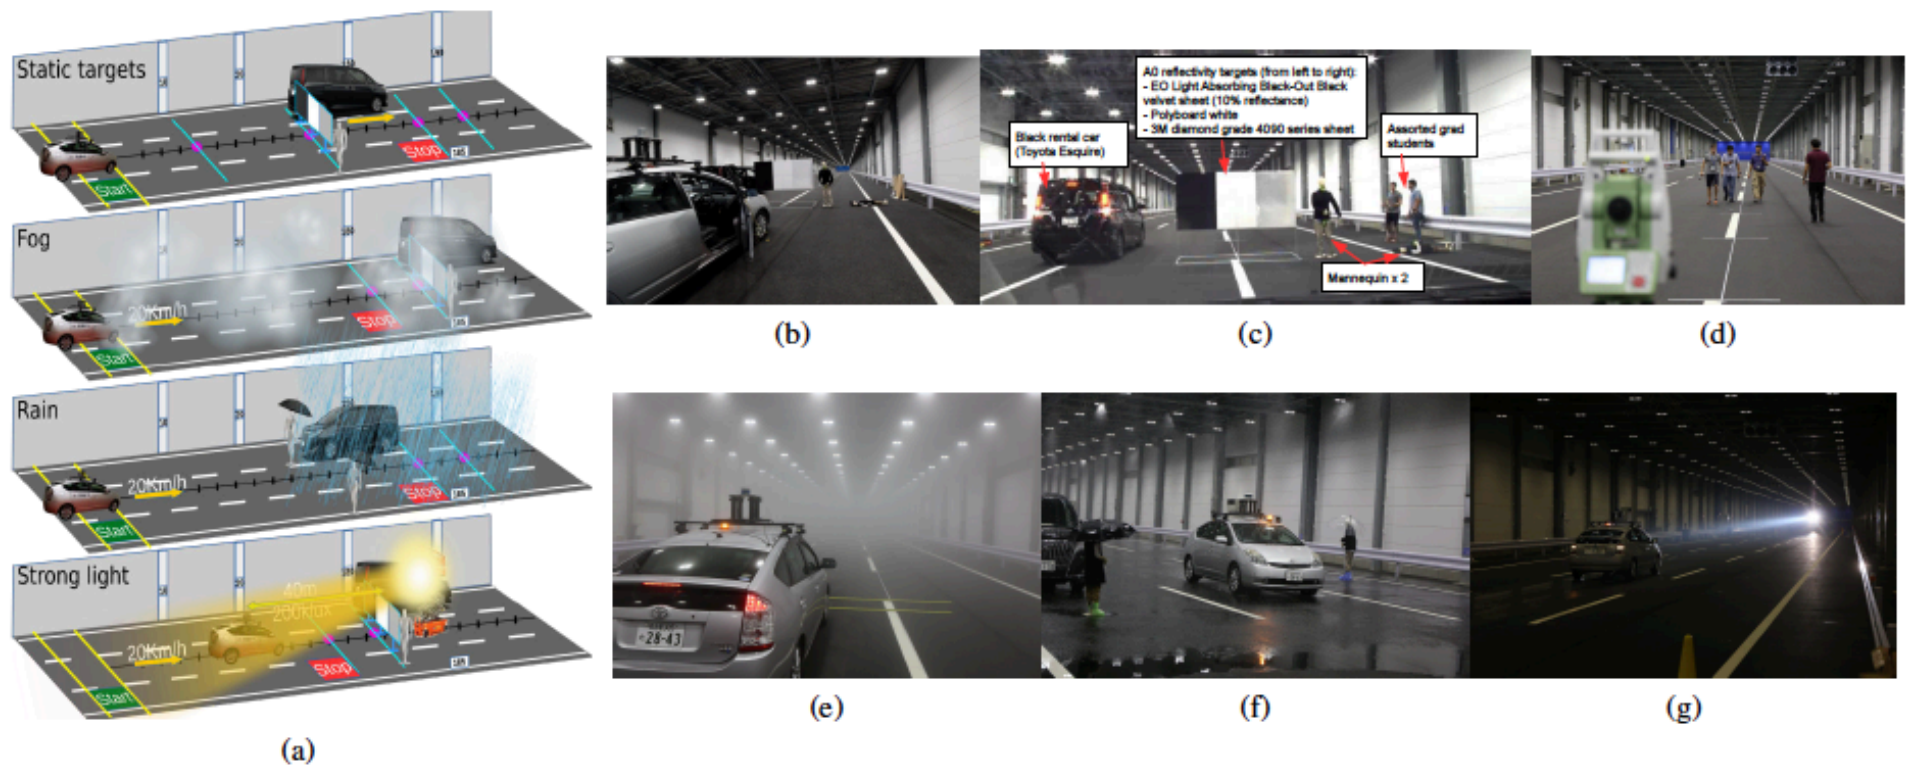 Static targets
Start
Stop
Fog
20Km/h
Start
Stop
Rain
20Km/h
Start
Stop
Strong light
40m
200klux
20Km/h
Start
Stop
(a)
(b)
Black rental car
(Toyota Esquire)
A0 reflectivity targets (from left to right):
- EO Light Absorbing Black-Out Black
velvet sheet (10% reflectance)
- Polyboard white
- 3M diamond grade 4090 series sheet
Assorted grad
students
Mannequin x 2
(c)
(d)
28-43
(e)
(f)
(g)